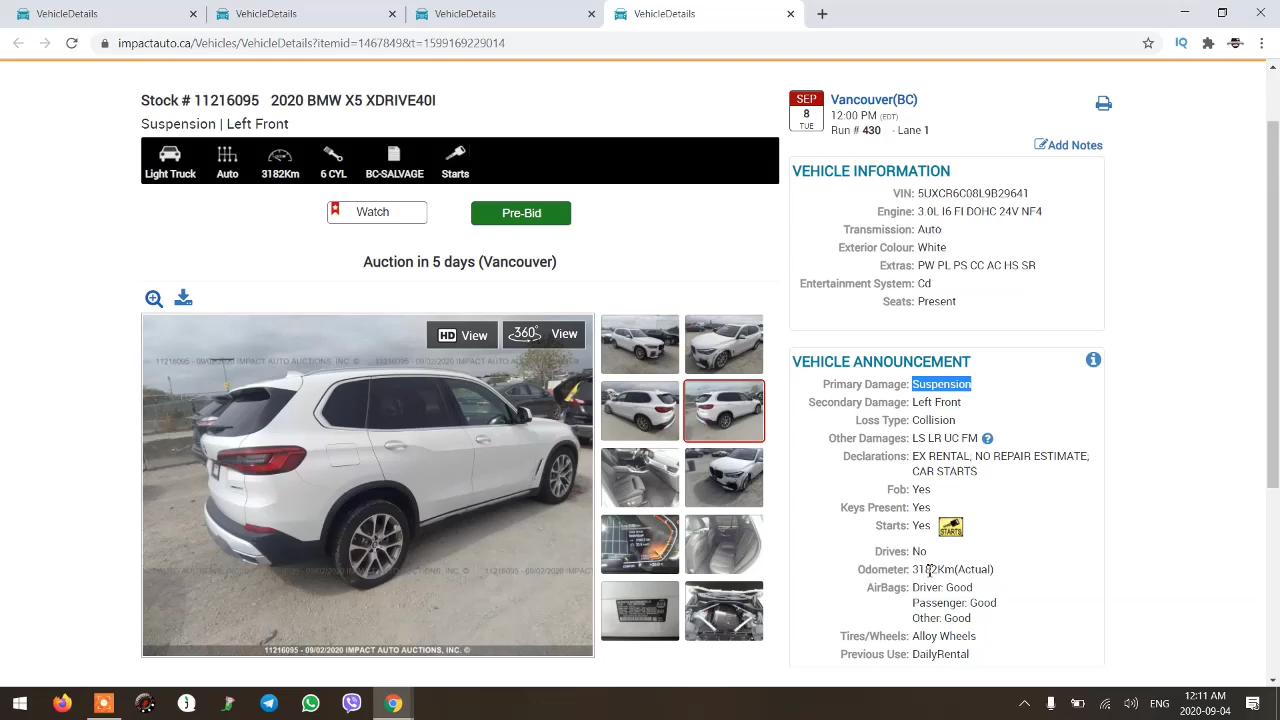 VehicleDetails
VehicleDetails
VehicleDetails
VehicleDetails
impactauto.ca/Vehicles/VehicleDetails?itemid=14678498&t=1599169229014
Stock # 11216095 2020 BMW X5 XDRIVE40I
Suspension | Left Front
Light Truck Auto 3182Km 6 CYL BC-SALVAGE Starts
Watch Pre-Bid
Auction in 5 days (Vancouver)
HD View 360° View
11216095 - 09/02/2020 IMPACT AUTO AUCTIONS, INC. ©
SEP
8
TUE
Vancouver(BC)
12:00 PM (EDT)
Run # 430 - Lane 1
Add Notes
VEHICLE INFORMATION
VIN: 5UXCR6C08L9B29641
Engine: 3.0L I6 FI DOHC 24V NF4
Transmission: Auto
Exterior Colour: White
Extras: PW PL PS CC AC HS SR
Entertainment System: Cd
Seats: Present
VEHICLE ANNOUNCEMENT
Primary Damage: Suspension
Secondary Damage: Left Front
Loss Type: Collision
Other Damages: LS LR UC FM
Declarations: EX RENTAL, NO REPAIR ESTIMATE;
CAR STARTS
Fob: Yes
Keys Present: Yes
Starts: Yes STARTS
Drives: No
Odometer: 3182Km(Actual)
AirBags: Driver: Good
Passenger: Good
Other: Good
Tires/Wheels: Alloy Wheels
Previous Use: DailyRental
ENG
12:11 AM
2020-09-04